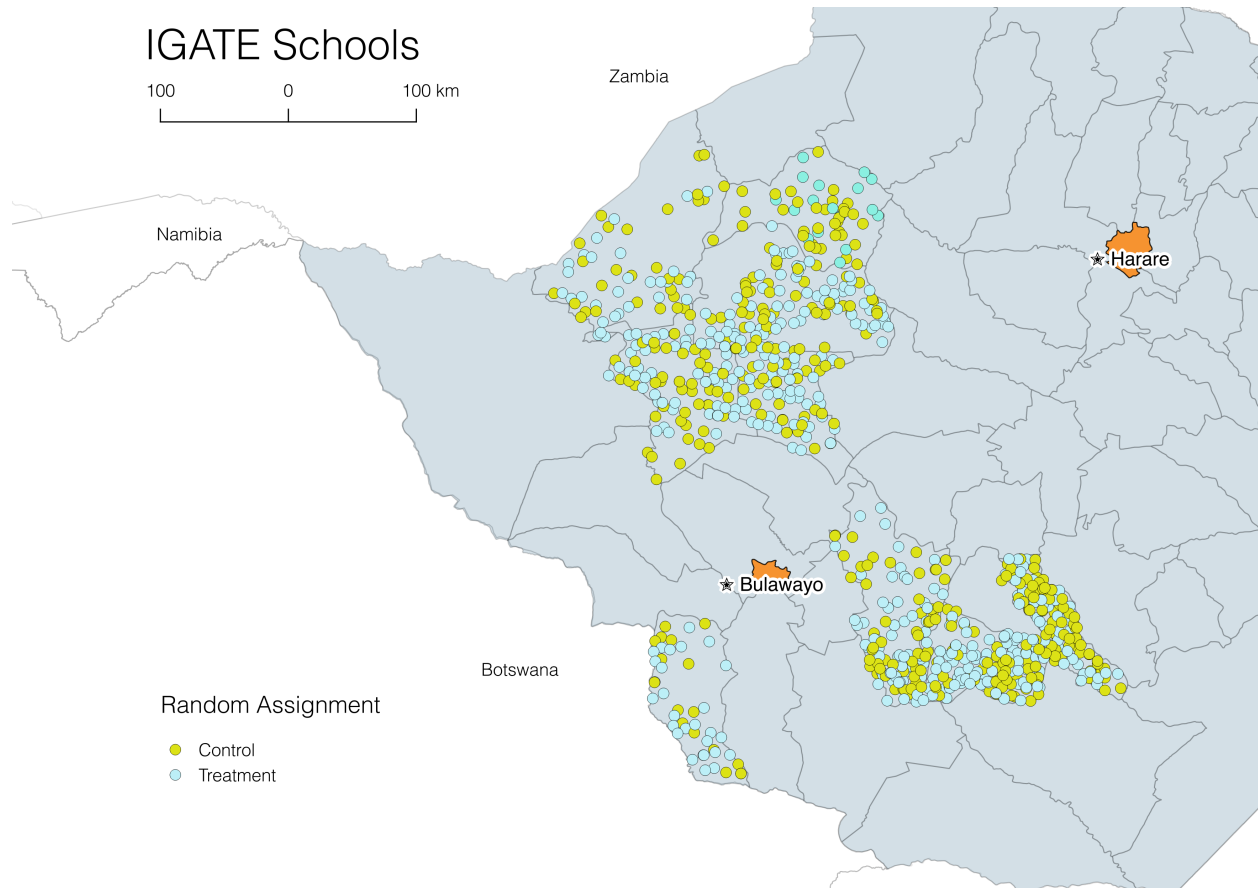 IGATE Schools
100 0 100 km
Zambia
Namibia
Harare
Bulawayo
Botswana
Random Assignment
Control
Treatment